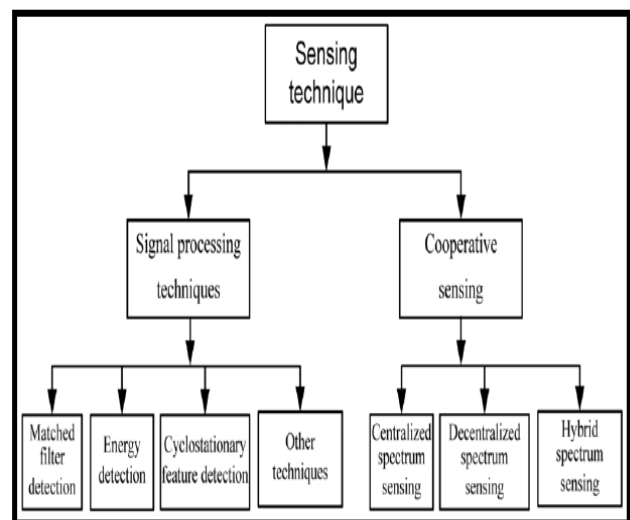 Sensing
technique
Signal processing
techniques
Cooperative
sensing
Matched
filter
detection
Energy
detection
Cyclostationary
feature detection
Other
techniques
Centralized
spectrum
sensing
Decentralized
spectrum
sensing
Hybrid
spectrum
sensing